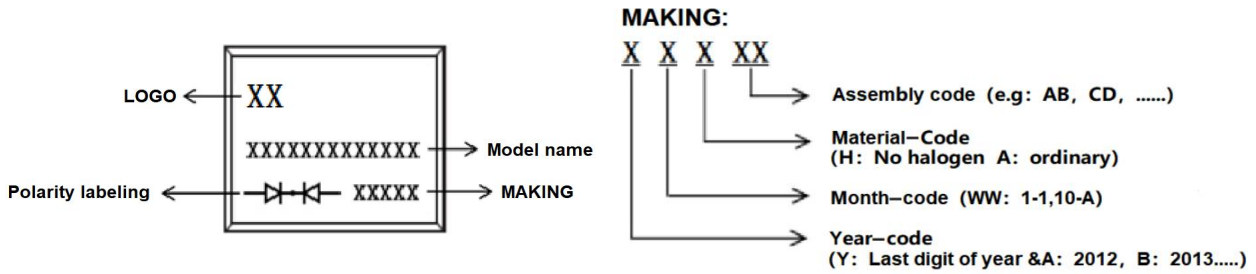 MAKING:
X X X XX
LOGO
XX
Assembly code (e.g: AB, CD, ......)
Material-Code
(H: No halogen A: ordinary)
XXXXXXXXXXXXX
Model name
Polarity labeling
XXXXX
MAKING
Month-code (WW: 1-1,10-A)
Year-code
(Y: Last digit of year &A: 2012, B: 2013.....)